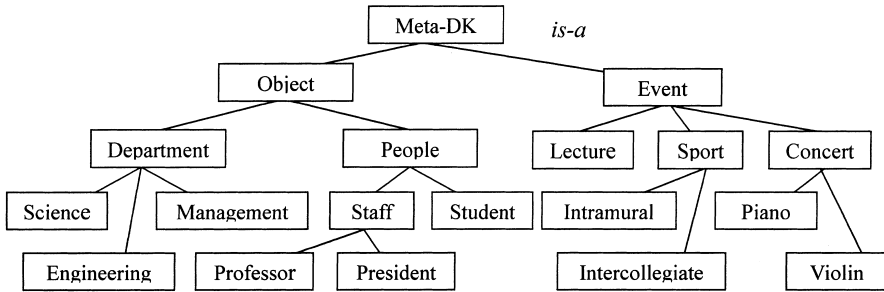 Meta-DK
is-a
Object
Event
Department
People
Lecture
Sport
Concert
Science
Management
Staff
Student
Intramural
Piano
Engineering
Professor
President
Intercollegiate
Violin